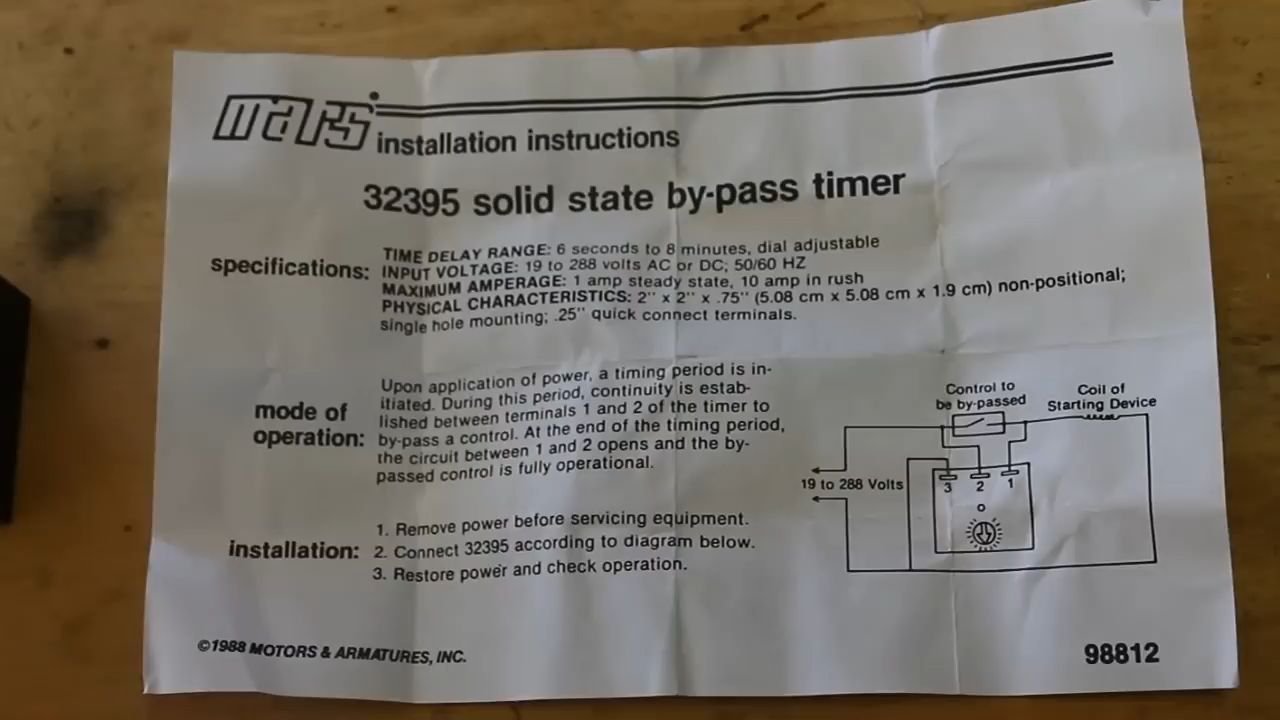 mars
installation instructions
32395 solid state by-pass timer
specifications:
TIME DELAY RANGE: 6 seconds to 8 minutes, dial adjustable
INPUT VOLTAGE: 19 to 288 volts AC or DC; 50/60 HZ
MAXIMUM AMPERAGE: 1 amp steady state, 10 amp in rush
PHYSICAL CHARACTERISTICS: 2" x 2" x .75" (5.08 cm x 5.08 cm x 1.9 cm) non-positional;
single hole mounting; .25" quick connect terminals.
mode of
operation:
Upon application of power, a timing period is in-
itiated. During this period, continuity is estab-
lished between terminals 1 and 2 of the timer to
by-pass a control. At the end of the timing period,
the circuit between 1 and 2 opens and the by-
passed control is fully operational.
installation:
1. Remove power before servicing equipment.
2. Connect 32395 according to diagram below.
3. Restore power and check operation.
Control to
be by-passed
Coil of
Starting Device
19 to 288 Volts
3 2 1
©1988 MOTORS & ARMATURES, INC.
98812